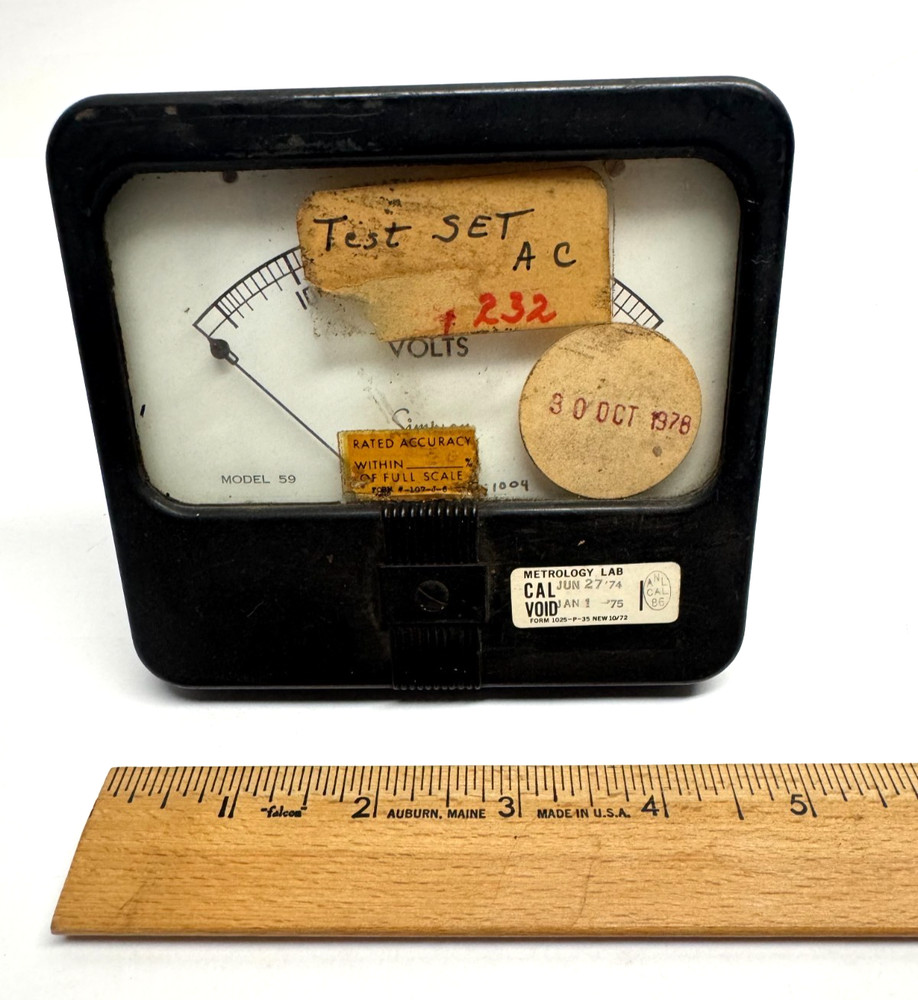 Test SET
AC
232
10
VOLTS
30 OCT 1978
RATED ACCURACY
WITHIN ______ %
OF FULL SCALE
MODEL 59
1004
METROLOGY LAB
CAL JUN 27 '74
VOID JAN 1 '75
ANL
CAL
86
FORM 1025-P-35 NEW 10/72
1 "falcon" 2 AUBURN, MAINE 3 MADE IN U.S.A. 4 5